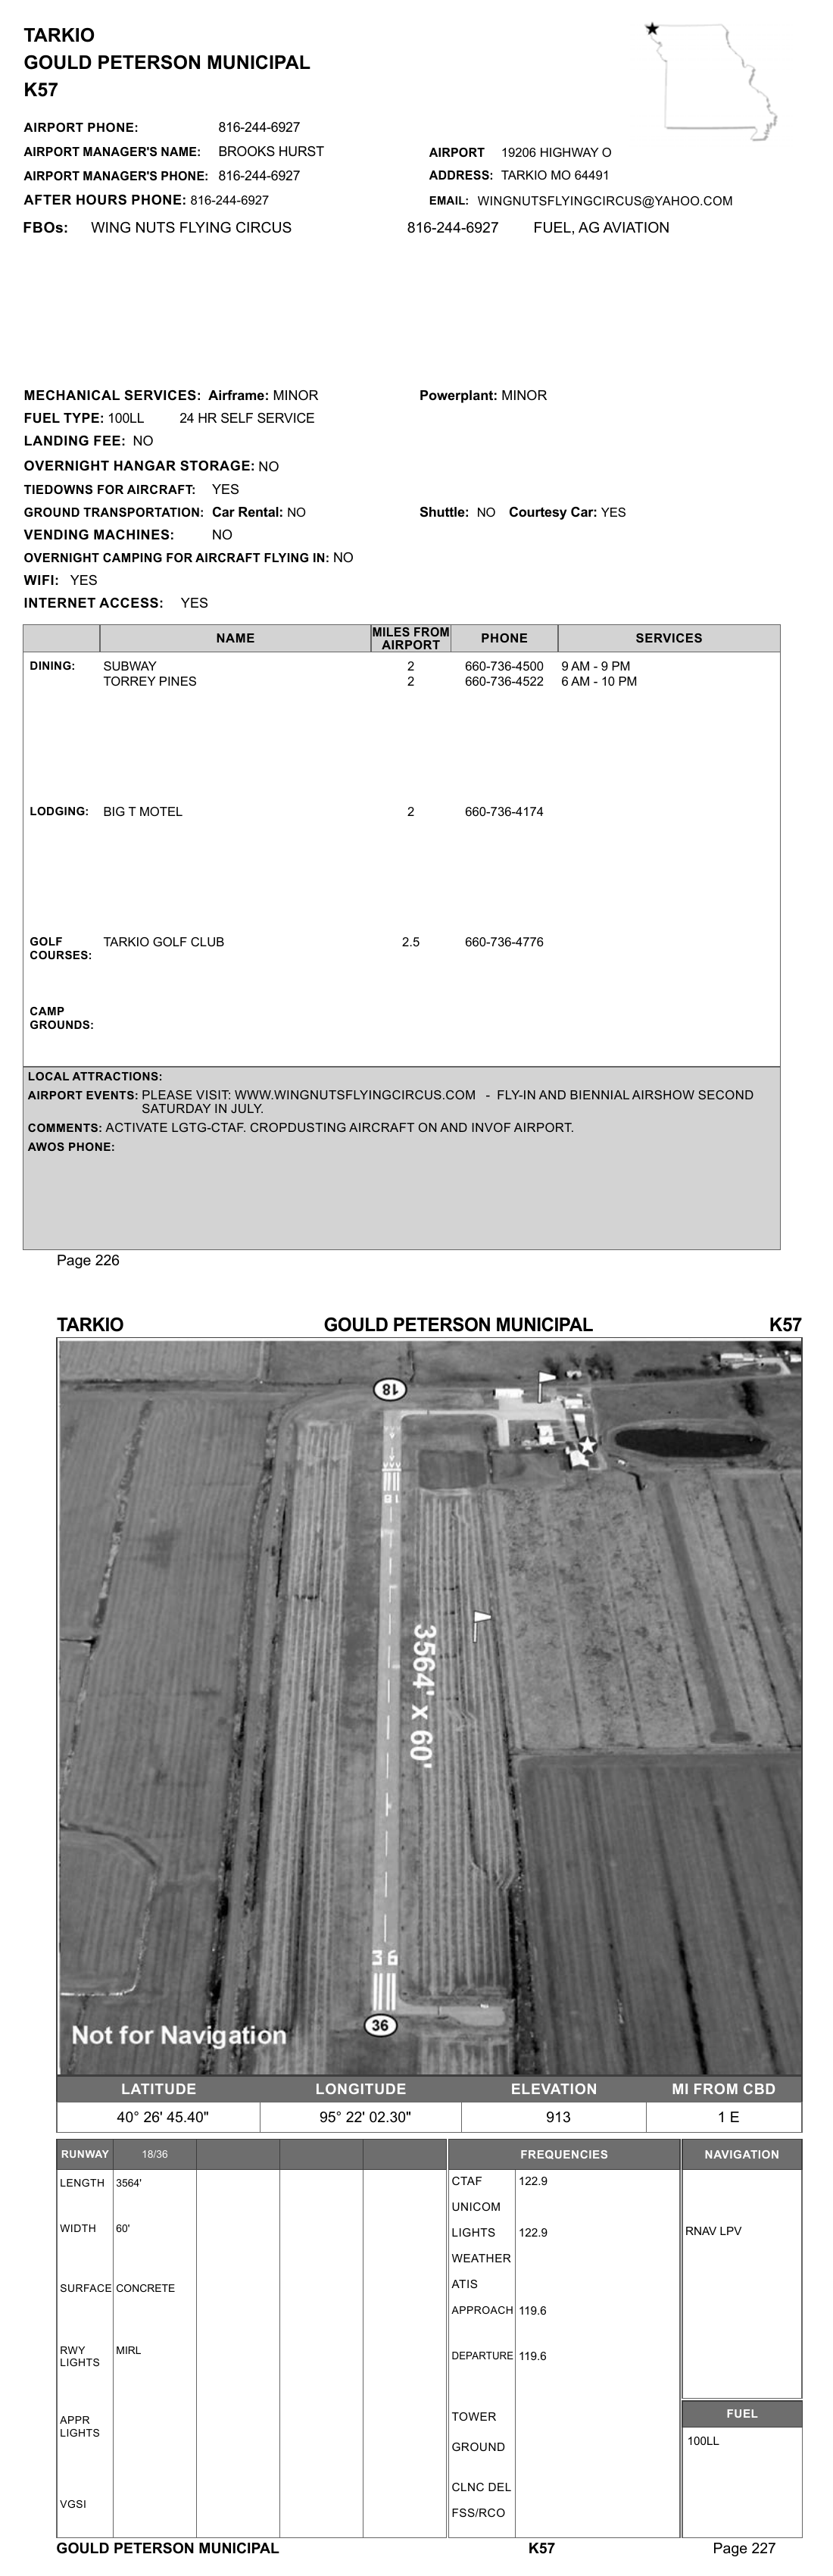 TARKIO
GOULD PETERSON MUNICIPAL
K57
AIRPORT PHONE: 816-244-6927
AIRPORT MANAGER'S NAME: BROOKS HURST
AIRPORT MANAGER'S PHONE: 816-244-6927
AFTER HOURS PHONE: 816-244-6927
AIRPORT 19206 HIGHWAY O
ADDRESS: TARKIO MO 64491
EMAIL: WINGNUTSFLYINGCIRCUS@YAHOO.COM
FBOs: WING NUTS FLYING CIRCUS 816-244-6927 FUEL, AG AVIATION
MECHANICAL SERVICES: Airframe: MINOR Powerplant: MINOR
FUEL TYPE: 100LL 24 HR SELF SERVICE
LANDING FEE: NO
OVERNIGHT HANGAR STORAGE: NO
TIEDOWNS FOR AIRCRAFT: YES
GROUND TRANSPORTATION: Car Rental: NO Shuttle: NO Courtesy Car: YES
VENDING MACHINES: NO
OVERNIGHT CAMPING FOR AIRCRAFT FLYING IN: NO
WIFI: YES
INTERNET ACCESS: YES
NAME MILES FROM AIRPORT PHONE SERVICES
DINING: SUBWAY 2 660-736-4500 9 AM - 9 PM
TORREY PINES 2 660-736-4522 6 AM - 10 PM
LODGING: BIG T MOTEL 2 660-736-4174
GOLF COURSES: TARKIO GOLF CLUB 2.5 660-736-4776
CAMP
GROUNDS:
LOCAL ATTRACTIONS:
AIRPORT EVENTS: PLEASE VISIT: WWW.WINGNUTSFLYINGCIRCUS.COM - FLY-IN AND BIENNIAL AIRSHOW SECOND
SATURDAY IN JULY.
COMMENTS: ACTIVATE LGTG-CTAF. CROPDUSTING AIRCRAFT ON AND INVOF AIRPORT.
AWOS PHONE:
Page 226
TARKIO GOULD PETERSON MUNICIPAL K57
18
18
3564' x 60'
36
36
Not for Navigation
LATITUDE LONGITUDE ELEVATION MI FROM CBD
40° 26' 45.40" 95° 22' 02.30" 913 1 E
RUNWAY 18/36
LENGTH 3564'
WIDTH 60'
SURFACE CONCRETE
RWY LIGHTS MIRL
APPR
LIGHTS
VGSI
FREQUENCIES
CTAF 122.9
UNICOM
LIGHTS 122.9
WEATHER
ATIS
APPROACH 119.6
DEPARTURE 119.6
TOWER
GROUND
CLNC DEL
FSS/RCO
NAVIGATION
RNAV LPV
FUEL
100LL
GOULD PETERSON MUNICIPAL K57 Page 227